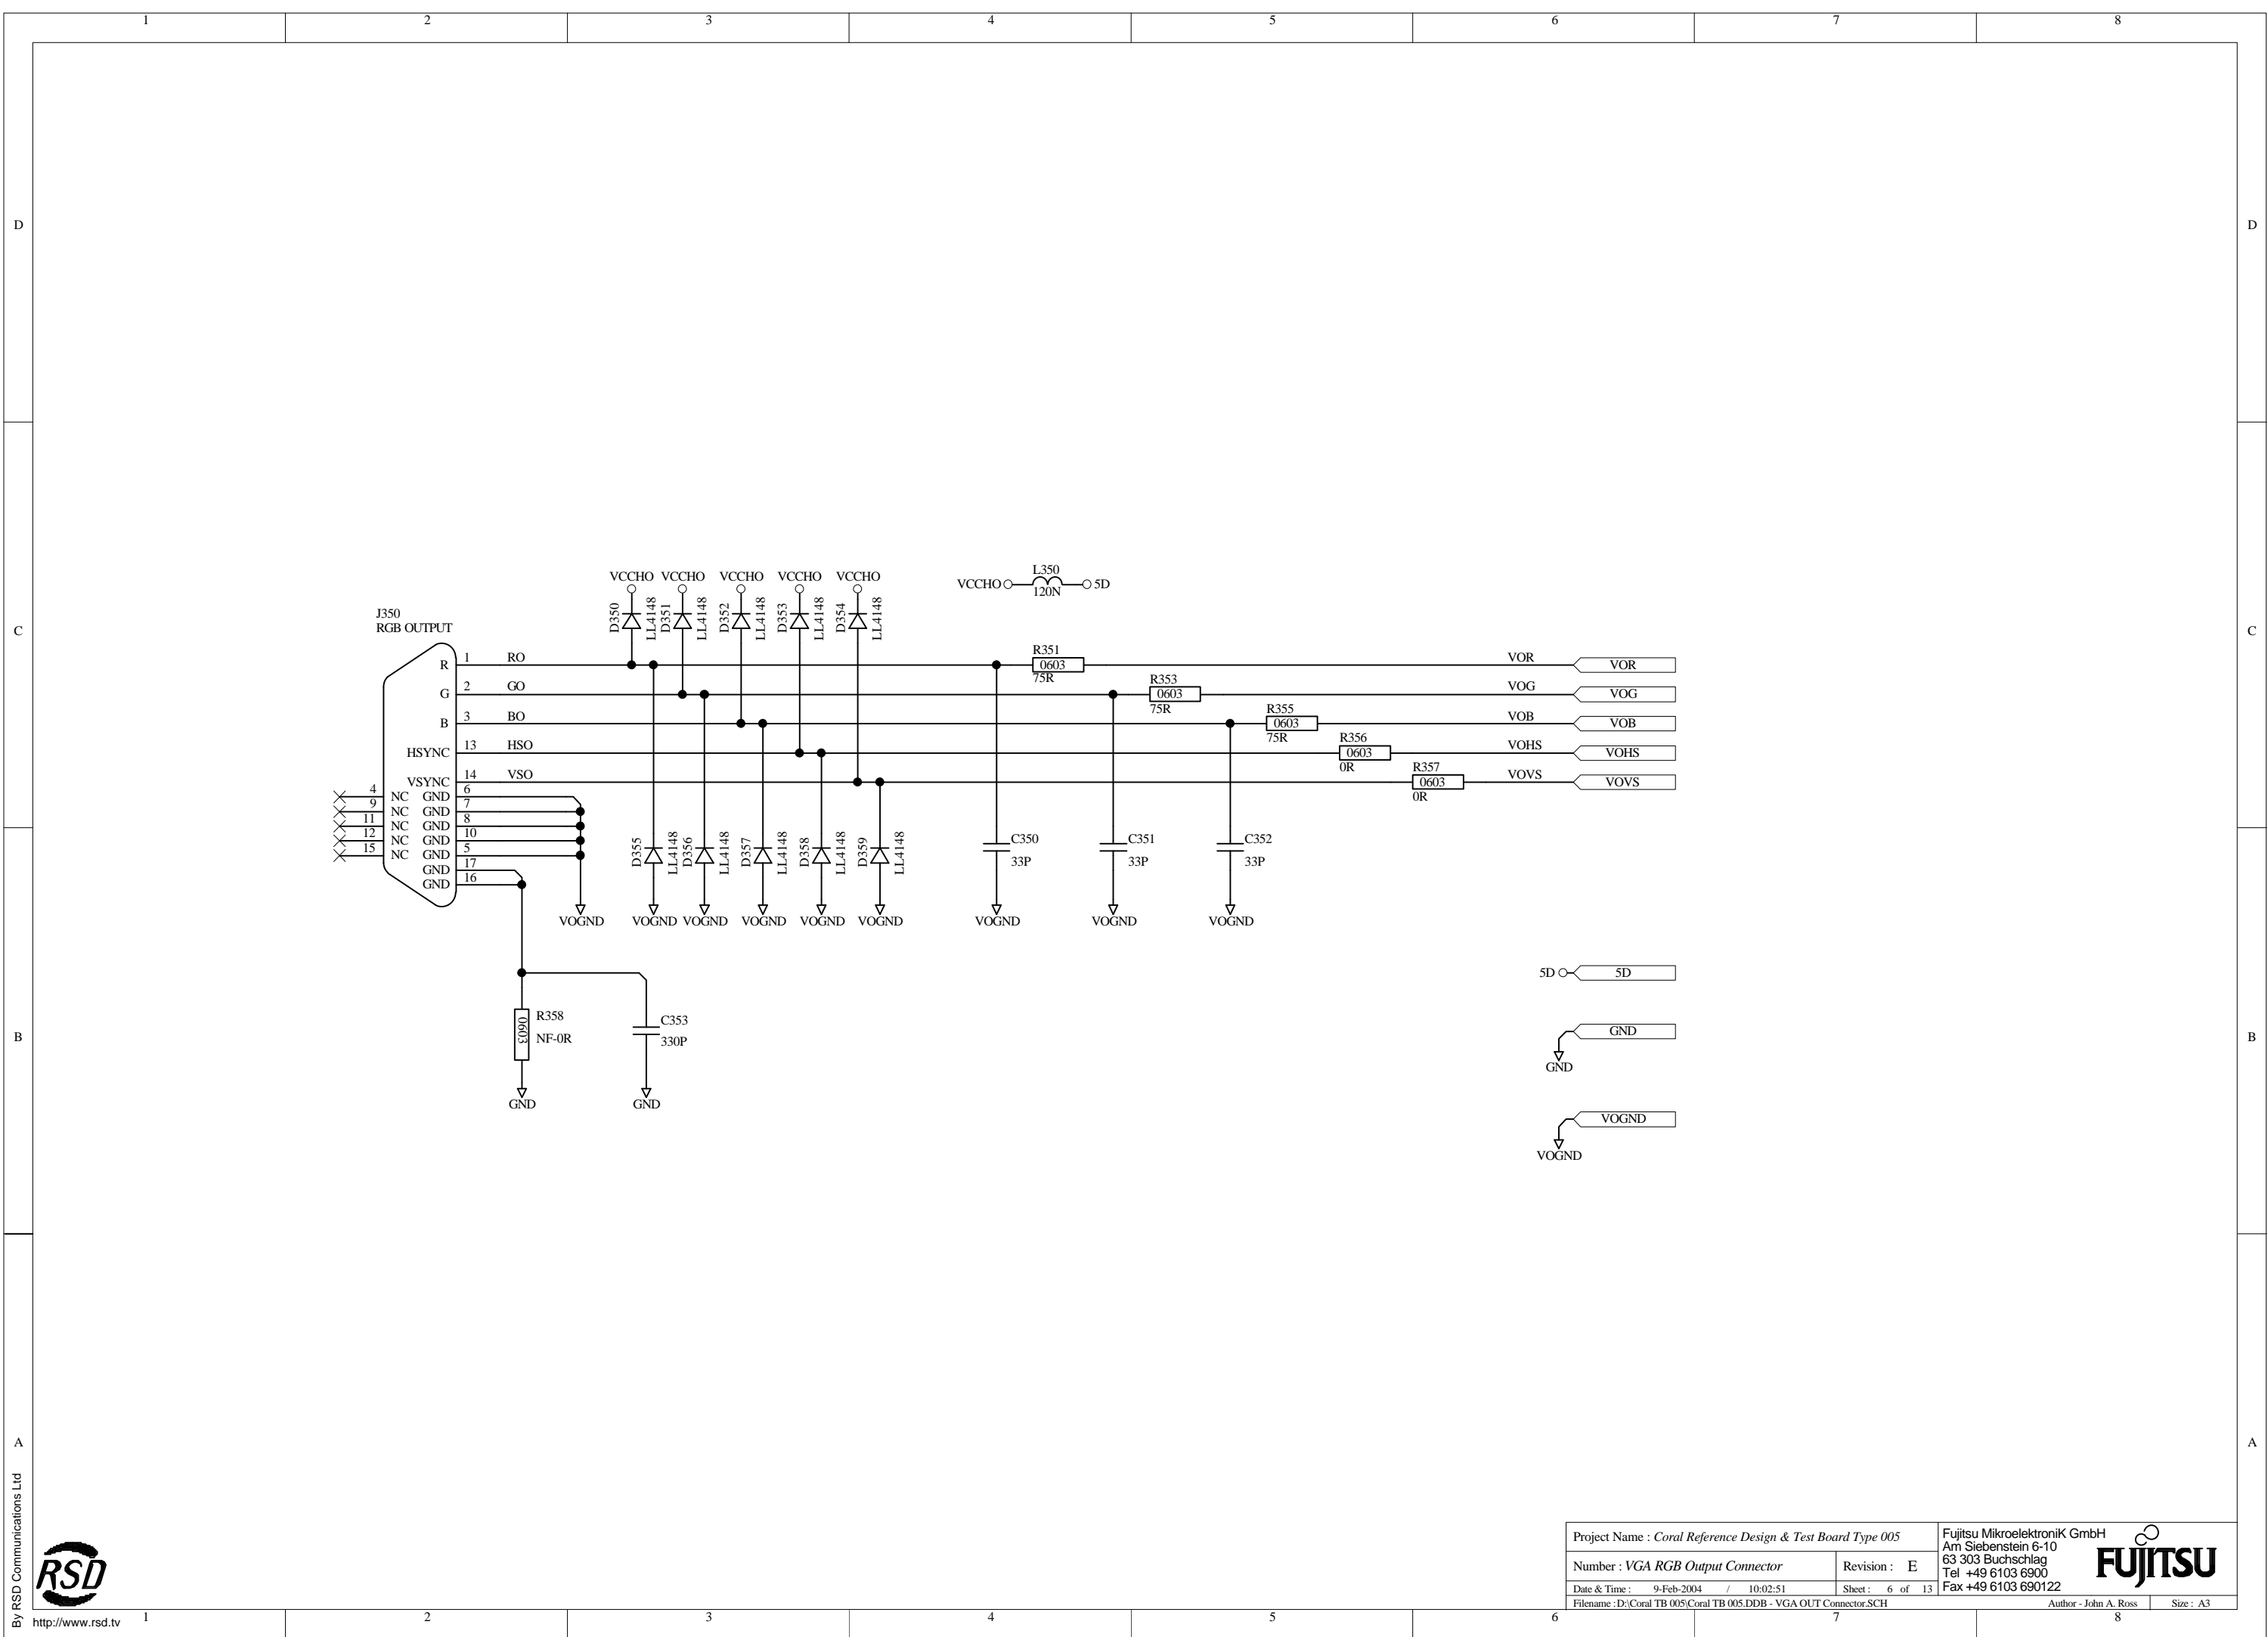 1 2 3 4 5 6 7 8
D D
C C
B B
A A
VCCHO VCCHO VCCHO VCCHO VCCHO
D350 LL4148 D351 LL4148 D352 LL4148 D353 LL4148 D354 LL4148
L350
VCCHO 120N 5D
J350
RGB OUTPUT
R 1 RO
G 2 GO
B 3 BO
HSYNC 13 HSO
VSYNC 14 VSO
4 NC GND 6
9 NC GND 7
11 NC GND 8
12 NC GND 10
15 NC GND 5
GND 17
GND 16
R351
0603
75R
VOR VOR
R353
0603
75R
VOG VOG
R355
0603
75R
VOB VOB
R356
0603
0R
VOHS VOHS
R357
0603
0R
VOVS VOVS
D355 LL4148 D356 LL4148 D357 LL4148 D358 LL4148 D359 LL4148
C350
33P
C351
33P
C352
33P
VOGND VOGND VOGND VOGND VOGND VOGND VOGND VOGND VOGND
0603
R358
NF-0R
C353
330P
GND GND
5D 5D
GND
GND
VOGND
VOGND
By RSD Communications Ltd
RSD
http://www.rsd.tv
Project Name : Coral Reference Design & Test Board Type 005
Number : VGA RGB Output Connector
Revision : E
Date & Time : 9-Feb-2004 / 10:02:51
Sheet : 6 of 13
Filename : D:\Coral TB 005\Coral TB 005.DDB - VGA OUT Connector.SCH
Author - John A. Ross
Size : A3
Fujitsu MikroelektroniK GmbH
Am Siebenstein 6-10
63 303 Buchschlag
Tel +49 6103 6900
Fax +49 6103 690122
FUJITSU
1 2 3 4 5 6 7 8